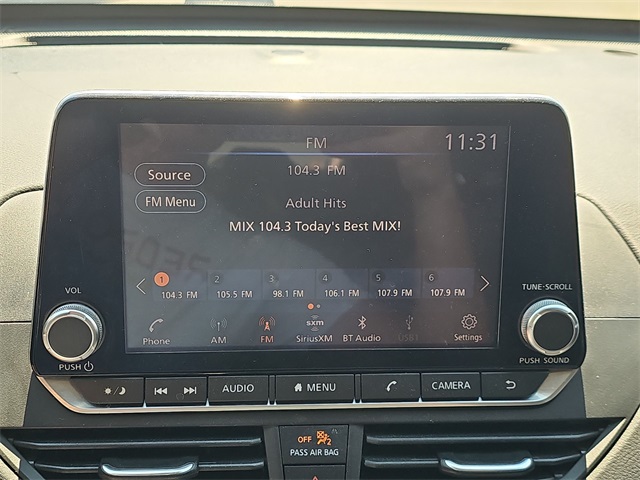 FM
11:31
Source
104.3 FM
FM Menu
Adult Hits
MIX 104.3 Today's Best MIX!
1 2 3 4 5 6
104.3 FM 105.5 FM 98.1 FM 106.1 FM 107.9 FM 107.9 FM
sxm
Phone AM FM SiriusXM BT Audio USB1 Settings
VOL
TUNE·SCROLL
PUSH
PUSH SOUND
AUDIO MENU CAMERA
OFF 2
PASS AIR BAG